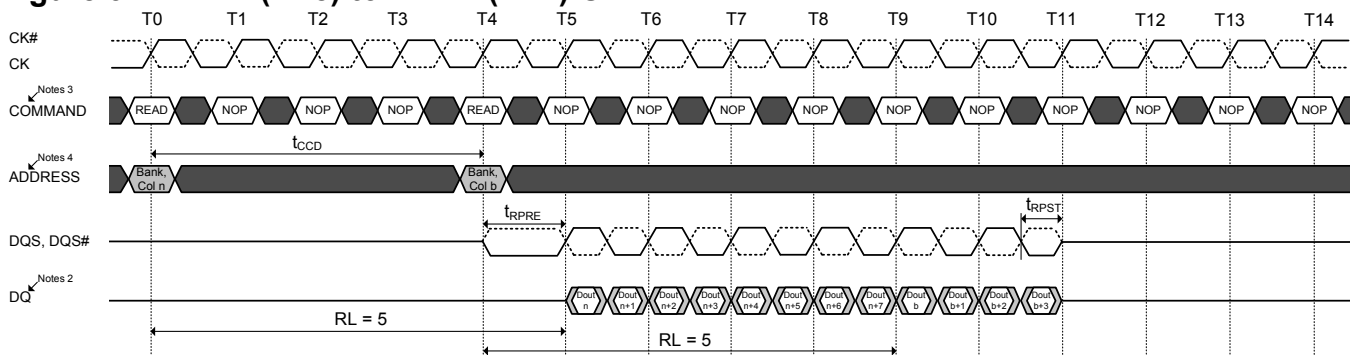 T0 T1 T2 T3 T4 T5 T6 T7 T8 T9 T10 T11 T12 T13 T14
CK#
CK
Notes 3
COMMAND READ NOP NOP NOP READ NOP NOP NOP NOP NOP NOP NOP NOP NOP NOP
tCCD
Notes 4
ADDRESS Bank, Col n Bank, Col b
tRPRE tRPST
DQS, DQS#
Notes 2
DQ Dout n Dout n+1 Dout n+2 Dout n+3 Dout n+4 Dout n+5 Dout n+6 Dout n+7 Dout b Dout b+1 Dout b+2 Dout b+3
RL = 5
RL = 5